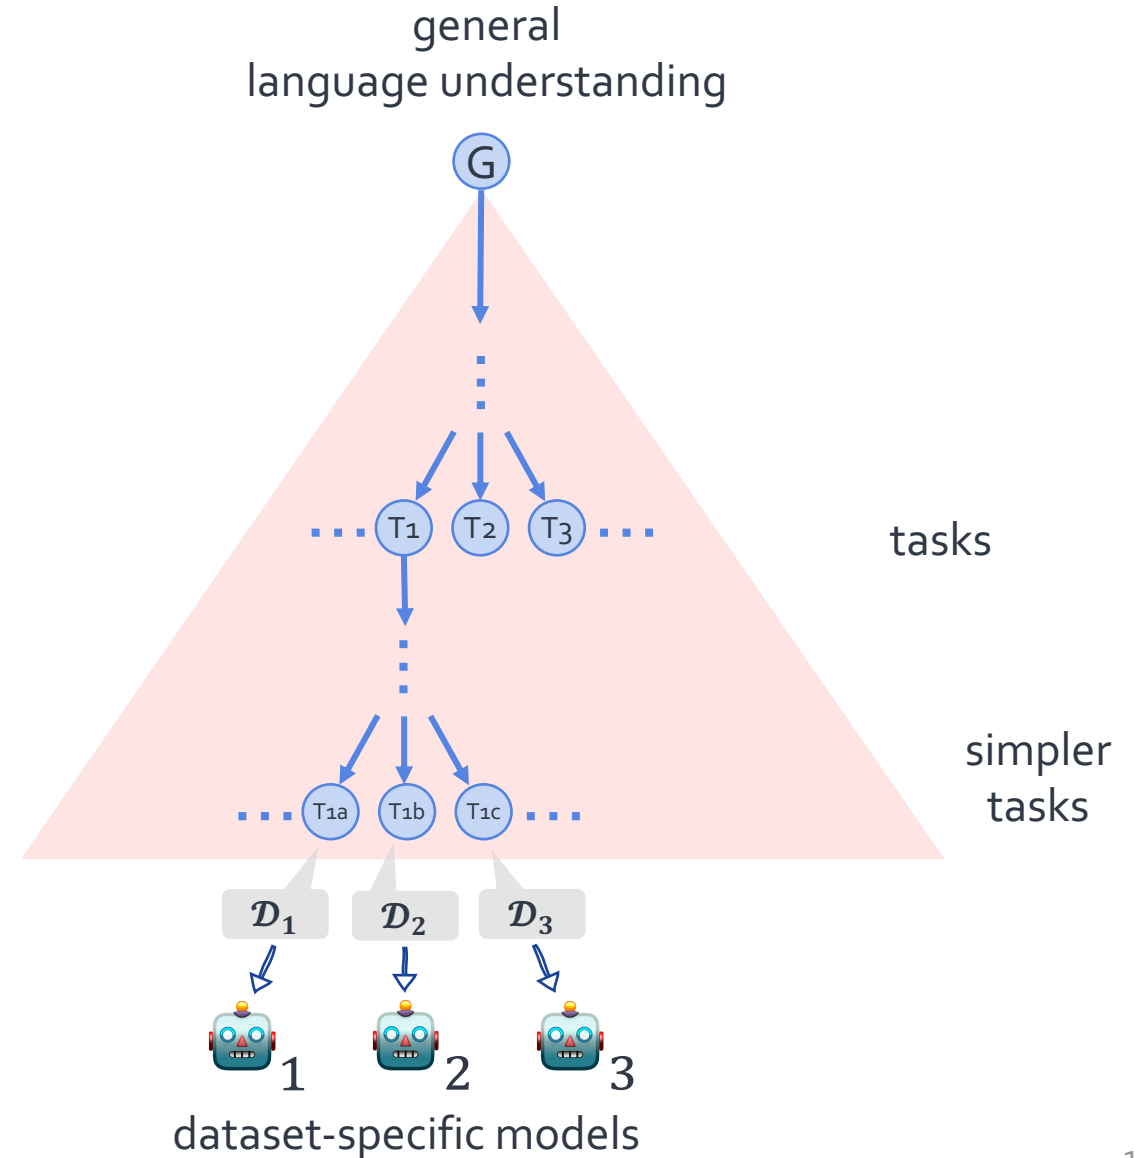 general
language understanding
G
T1 T2 T3
tasks
simpler
tasks
T1a T1b T1c
𝒟1 𝒟2 𝒟3
1 2 3
dataset-specific models